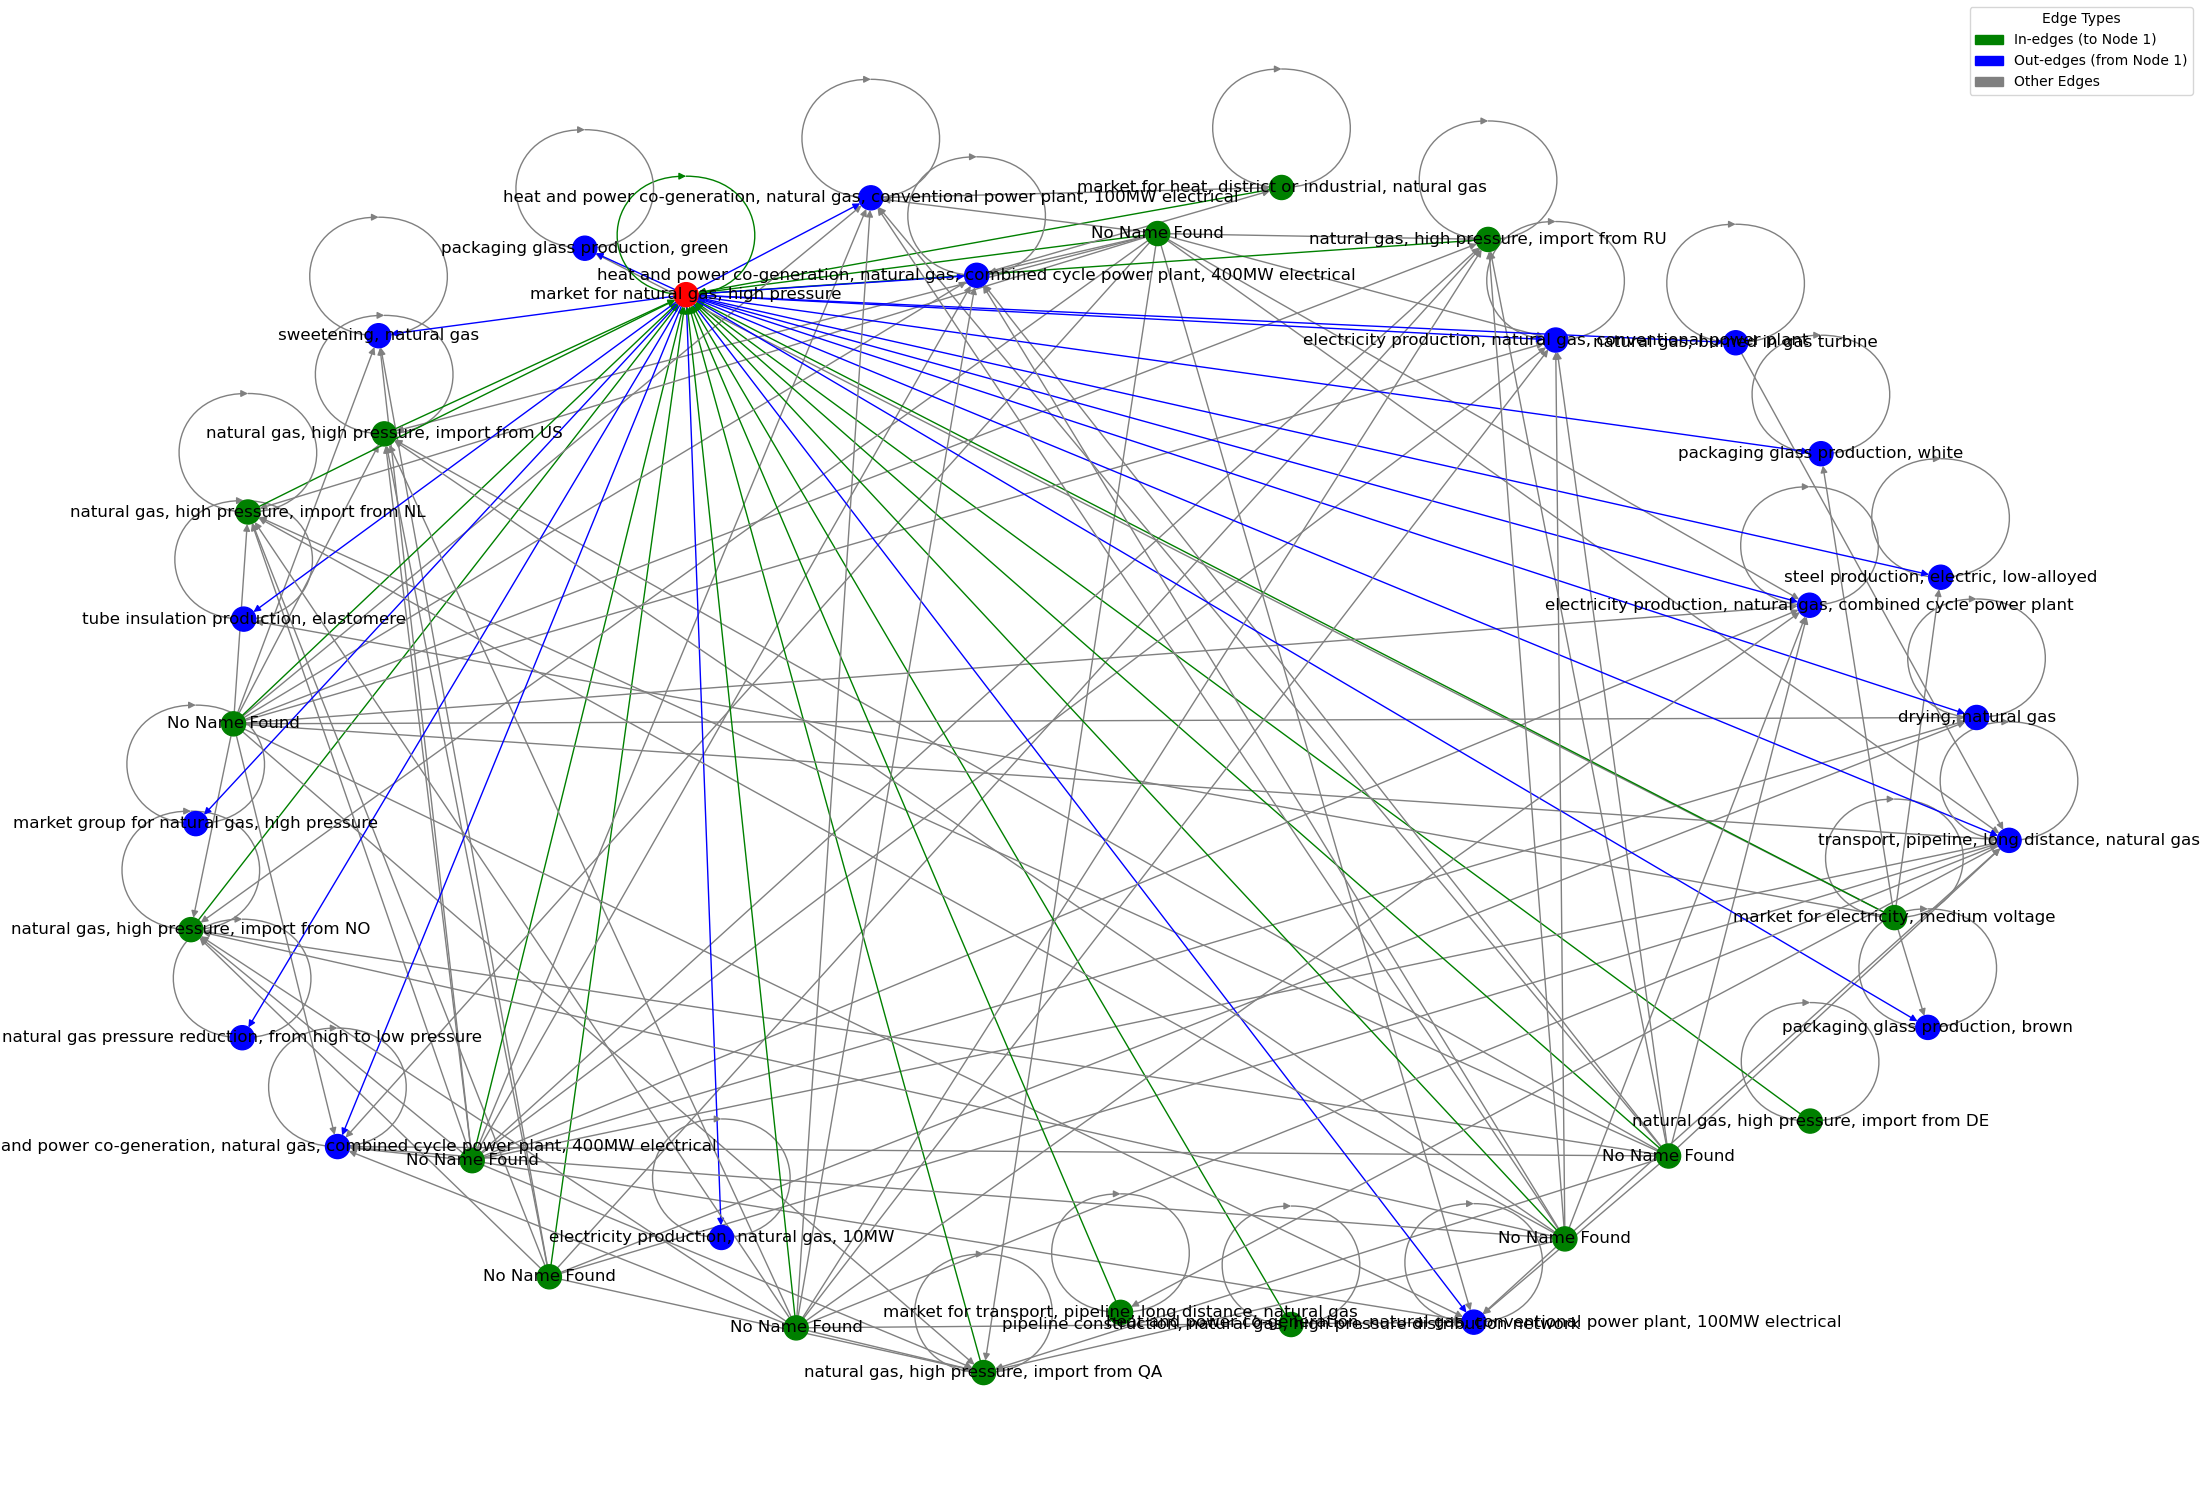 Edge Types
In-edges (to Node 1)
Out-edges (from Node 1)
Other Edges
market for heat, district or industrial, natural gas
heat and power co-generation, natural gas, conventional power plant, 100MW electrical
No Name Found
natural gas, high pressure, import from RU
packaging glass production, green
heat and power co-generation, natural gas, combined cycle power plant, 400MW electrical
market for natural gas, high pressure
sweetening, natural gas
electricity production, natural gas, conventional power plant
natural gas, burned in gas turbine
natural gas, high pressure, import from US
packaging glass production, white
natural gas, high pressure, import from NL
steel production, electric, low-alloyed
electricity production, natural gas, combined cycle power plant
tube insulation production, elastomere
drying, natural gas
No Name Found
market group for natural gas, high pressure
transport, pipeline, long distance, natural gas
market for electricity, medium voltage
natural gas, high pressure, import from NO
packaging glass production, brown
natural gas pressure reduction, from high to low pressure
natural gas, high pressure, import from DE
and power co-generation, natural gas, combined cycle power plant, 400MW electrical
No Name Found
No Name Found
electricity production, natural gas, 10MW
No Name Found
No Name Found
market for transport, pipeline, long distance, natural gas
heat and power co-generation, natural gas, conventional power plant, 100MW electrical
pipeline construction, natural gas, high pressure distribution network
No Name Found
natural gas, high pressure, import from QA